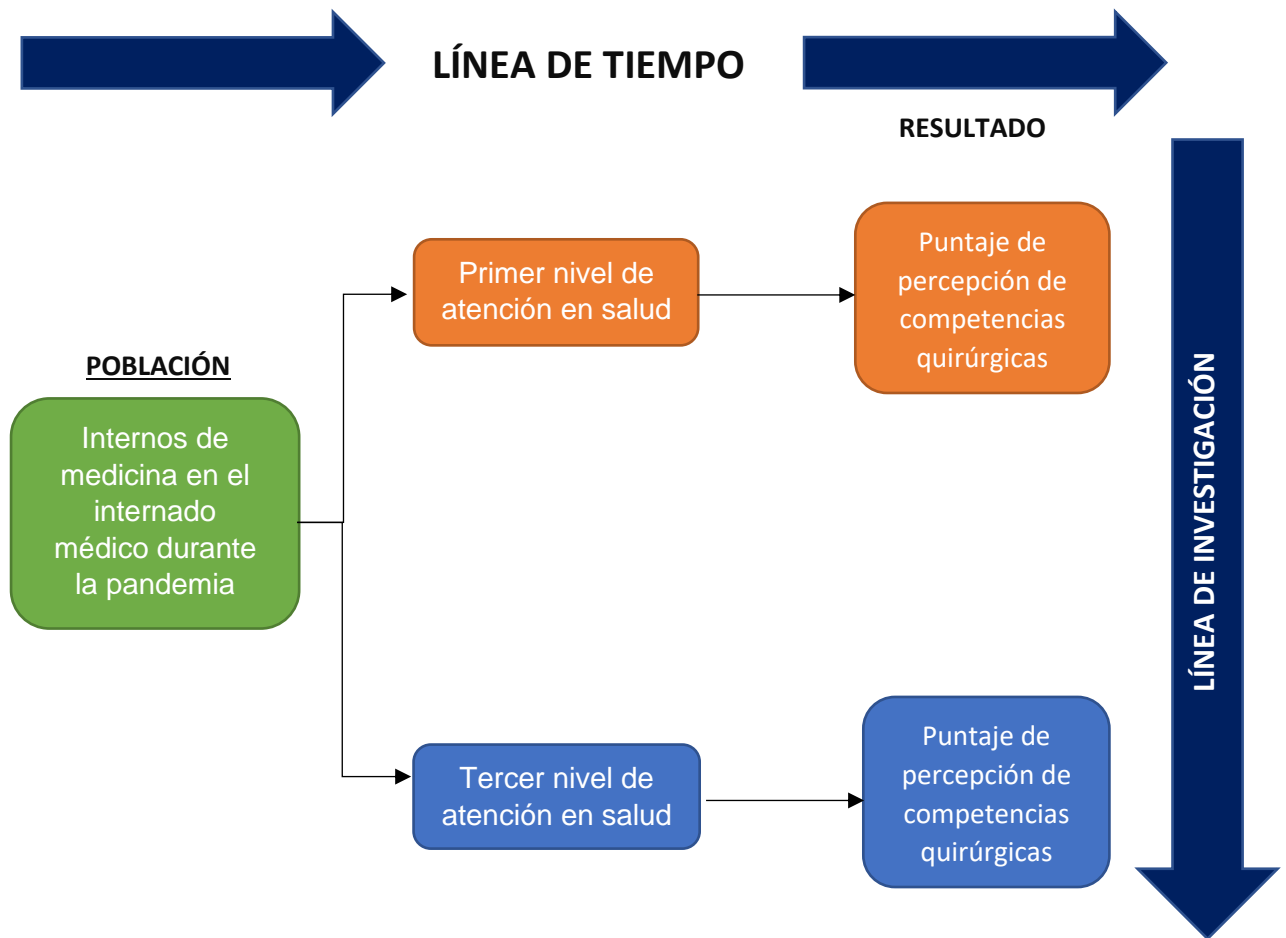 LÍNEA DE TIEMPO
RESULTADO
Primer nivel de
atención en salud
Puntaje de
percepción de
competencias
quirúrgicas
POBLACIÓN
Internos de
medicina en el
internado
médico durante
la pandemia
Tercer nivel de
atención en salud
Puntaje de
percepción de
competencias
quirúrgicas
LÍNEA DE INVESTIGACIÓN